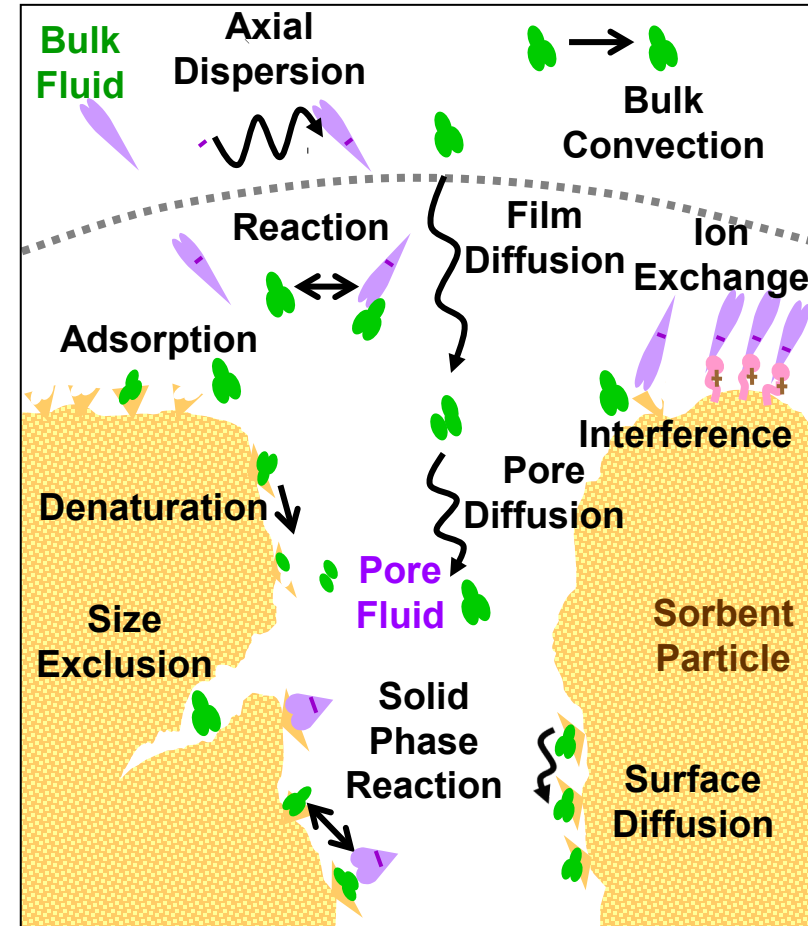 Bulk
Fluid
Axial
Dispersion
Bulk
Convection
Reaction
Film
Diffusion
Ion
Exchange
Adsorption
Interference
Denaturation
Pore
Diffusion
Pore
Fluid
Size
Exclusion
Sorbent
Particle
Solid
Phase
Reaction
Surface
Diffusion